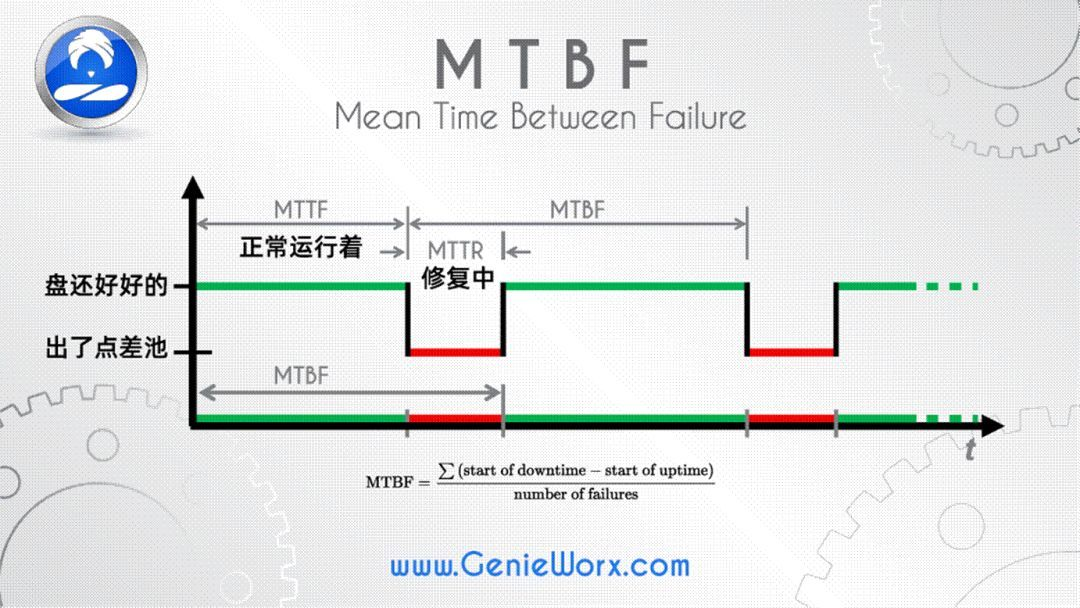 MTBF
Mean Time Between Failure
MTTF
MTBF
正常运行着
MTTR
修复中
盘还好好的
出了点差池
MTBF
t
MTBF = ∑ (start of downtime − start of uptime) / number of failures
www.GenieWorx.com